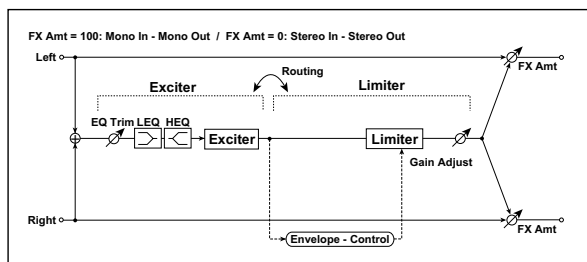 FX Amt = 100: Mono In - Mono Out / FX Amt = 0: Stereo In - Stereo Out
Left
FX Amt
Routing
Exciter
Limiter
EQ Trim LEQ HEQ
Exciter
Limiter
Gain Adjust
Right
FX Amt
Envelope - Control